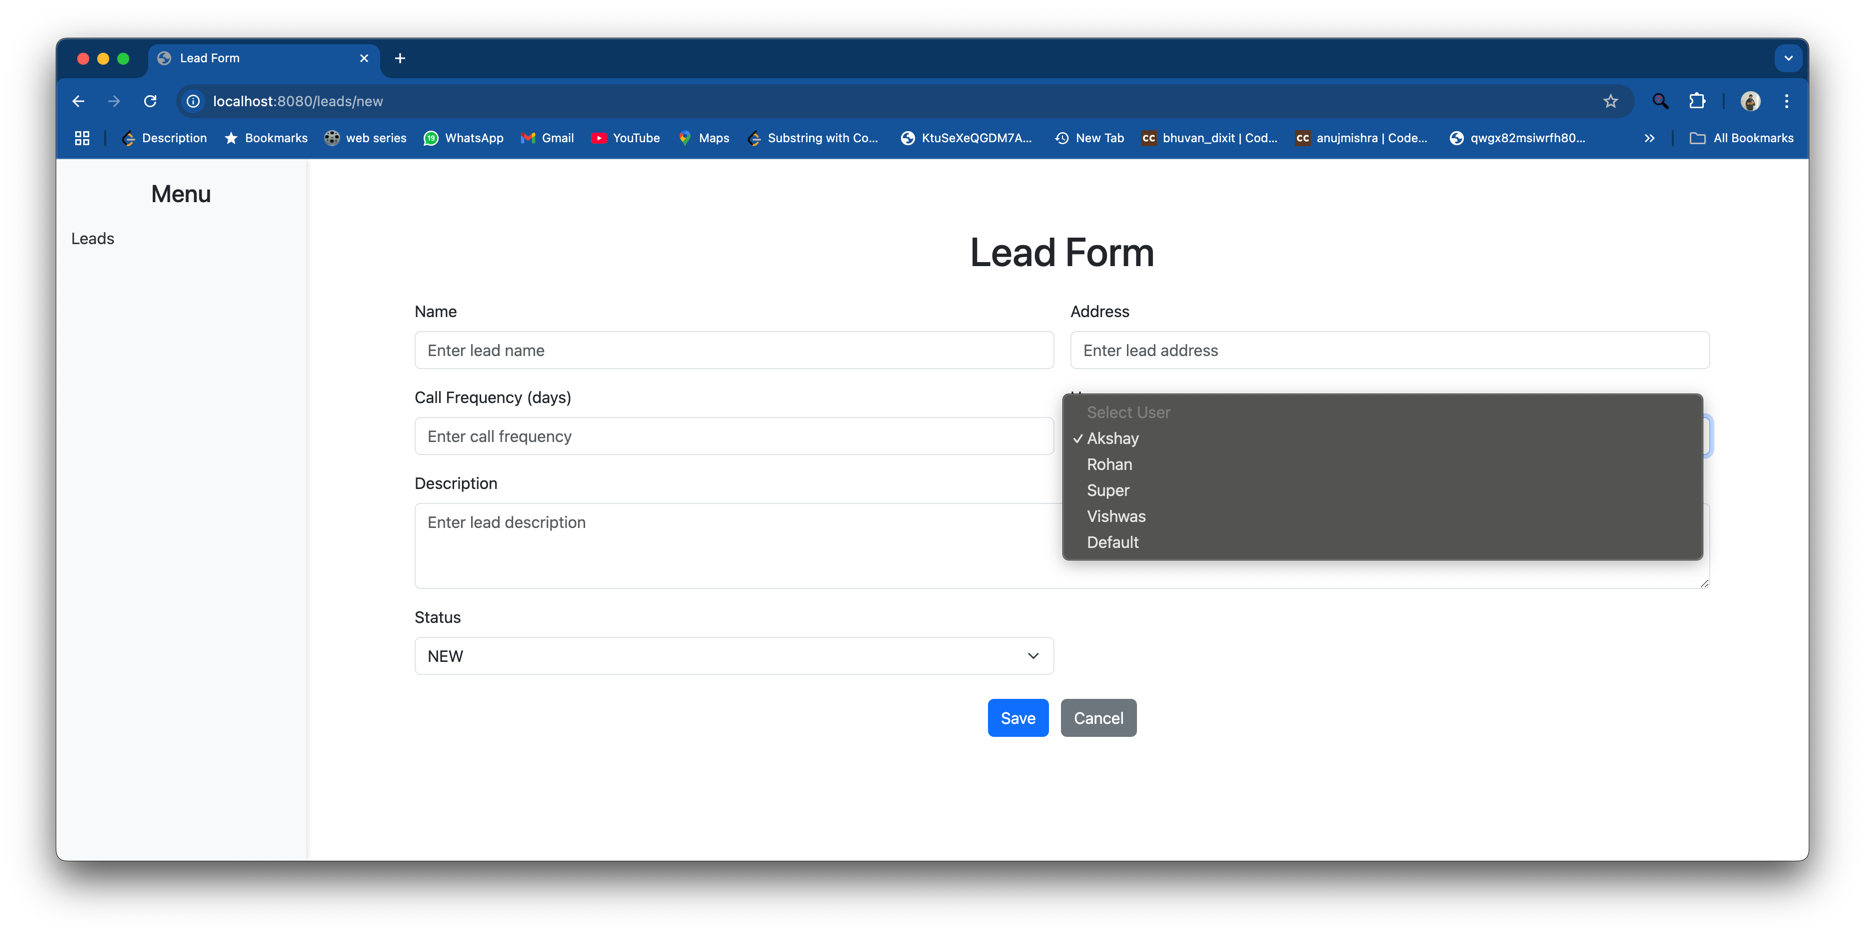 Lead Form
localhost:8080/leads/new
Description
Bookmarks
web series
19
WhatsApp
Gmail
YouTube
Maps
Substring with Co...
KtuSeXeQGDM7A...
New Tab
CC
bhuvan_dixit | Cod...
CC
anujmishra | Code...
qwgx82msiwrfh80...
All Bookmarks
Menu
Leads
Lead Form
Name
Enter lead name
Address
Enter lead address
Call Frequency (days)
Enter call frequency
Select User
Akshay
Rohan
Super
Vishwas
Default
Description
Enter lead description
Status
NEW
Save
Cancel